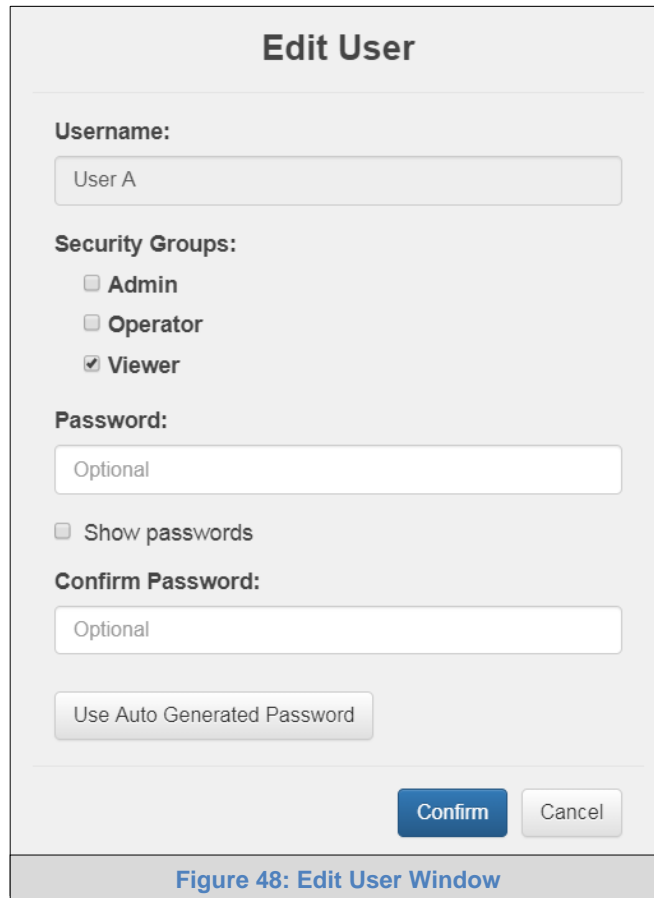 Edit User
Username:
User A
Security Groups:
Admin
Operator
Viewer
Password:
Optional
Show passwords
Confirm Password:
Optional
Use Auto Generated Password
Confirm Cancel
Figure 48: Edit User Window